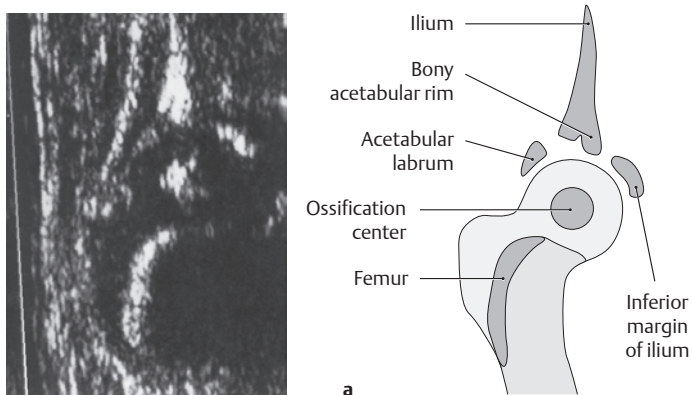 Ilium
Bony
acetabular rim
Acetabular
labrum
Ossification
center
Femur
Inferior
margin
of ilium
a